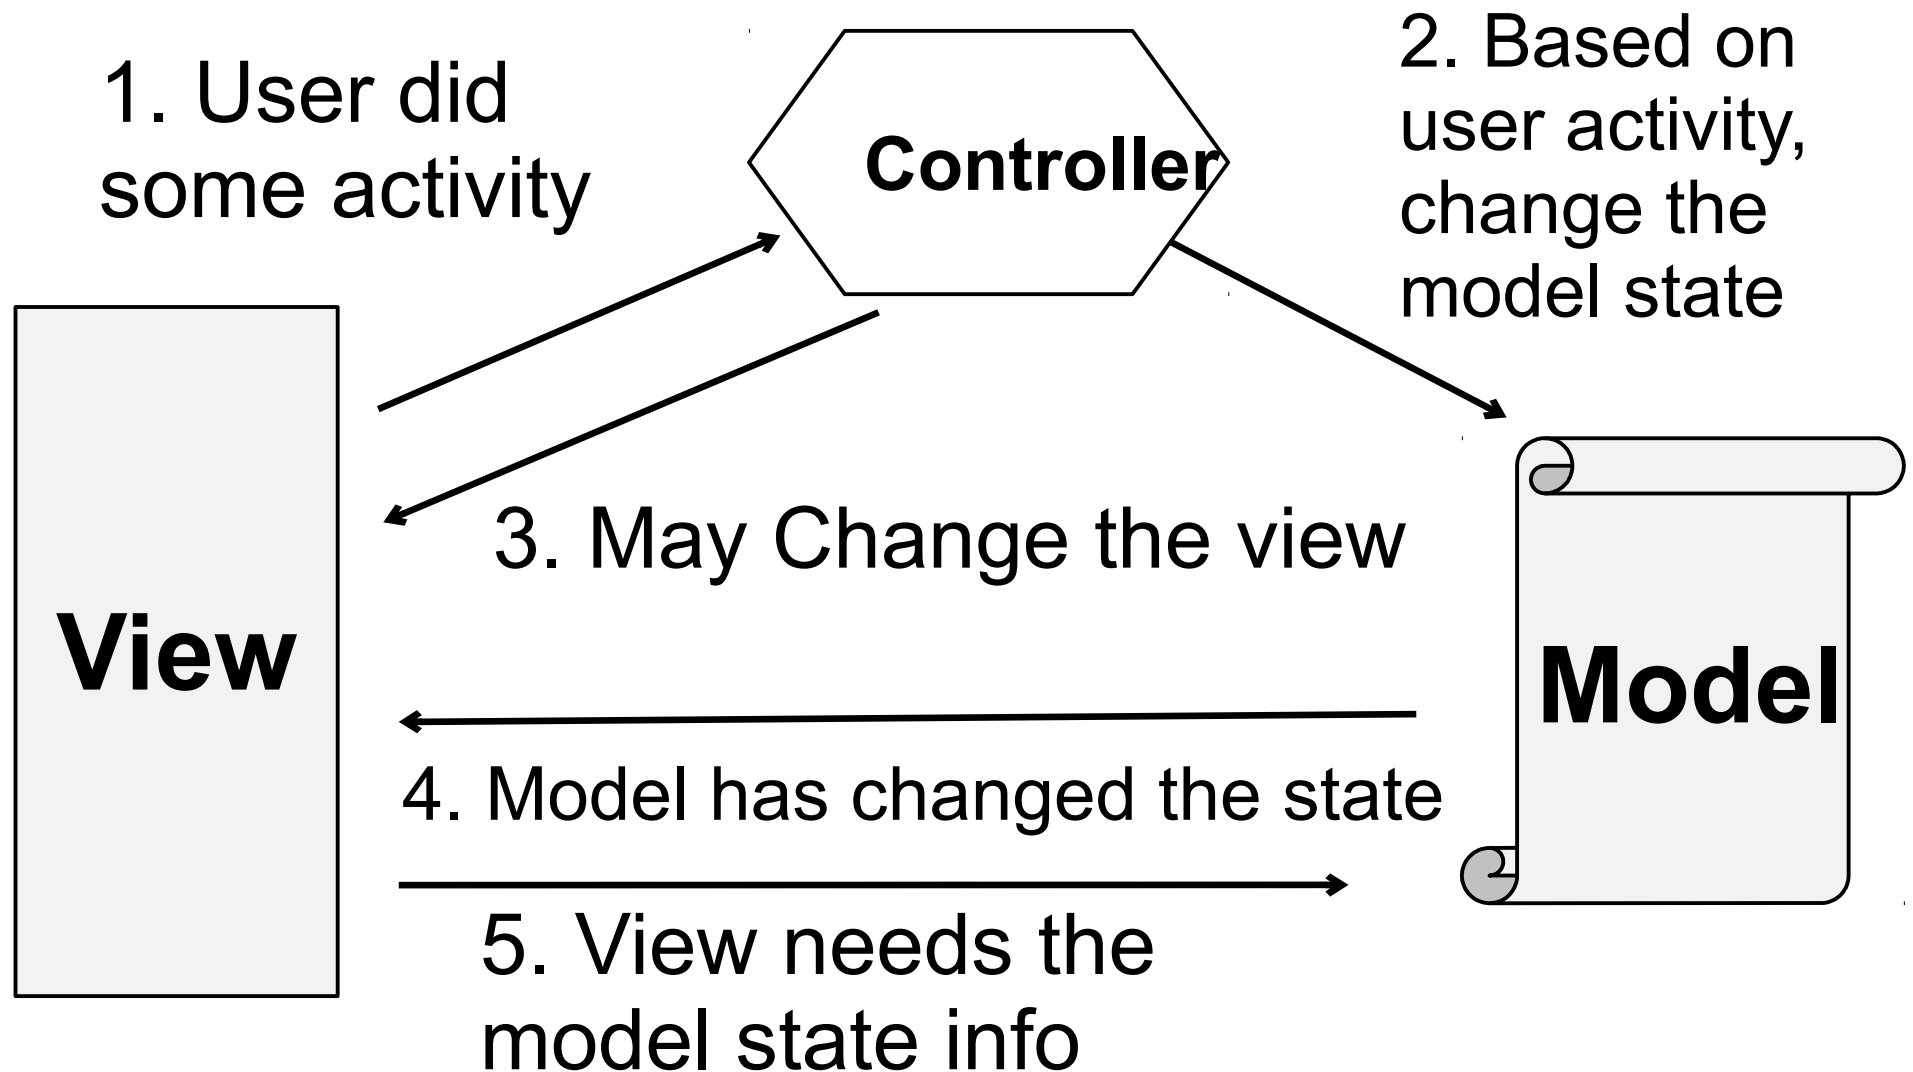 1. User did
some activity
Controller
2. Based on
user activity,
change the
model state
3. May Change the view
View
Model
4. Model has changed the state
5. View needs the
model state info